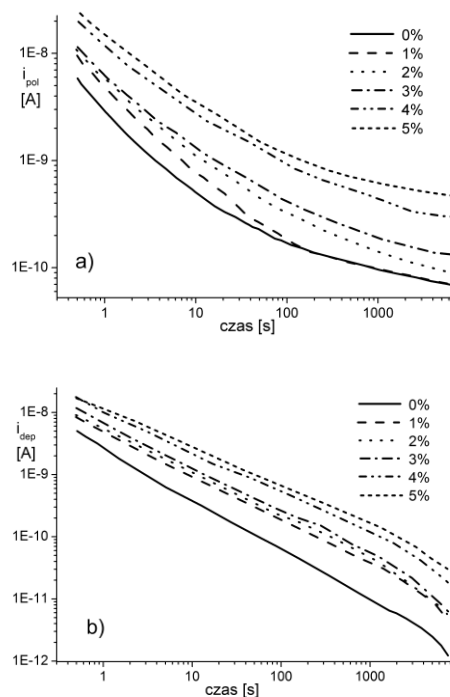 1E-8
i_pol
[A]
1E-9
1E-10
0%
1%
2%
3%
4%
5%
a)
1
10
100
1000
czas [s]
1E-8
i_dep
[A]
1E-9
1E-10
1E-11
1E-12
0%
1%
2%
3%
4%
5%
b)
1
10
100
1000
czas [s]